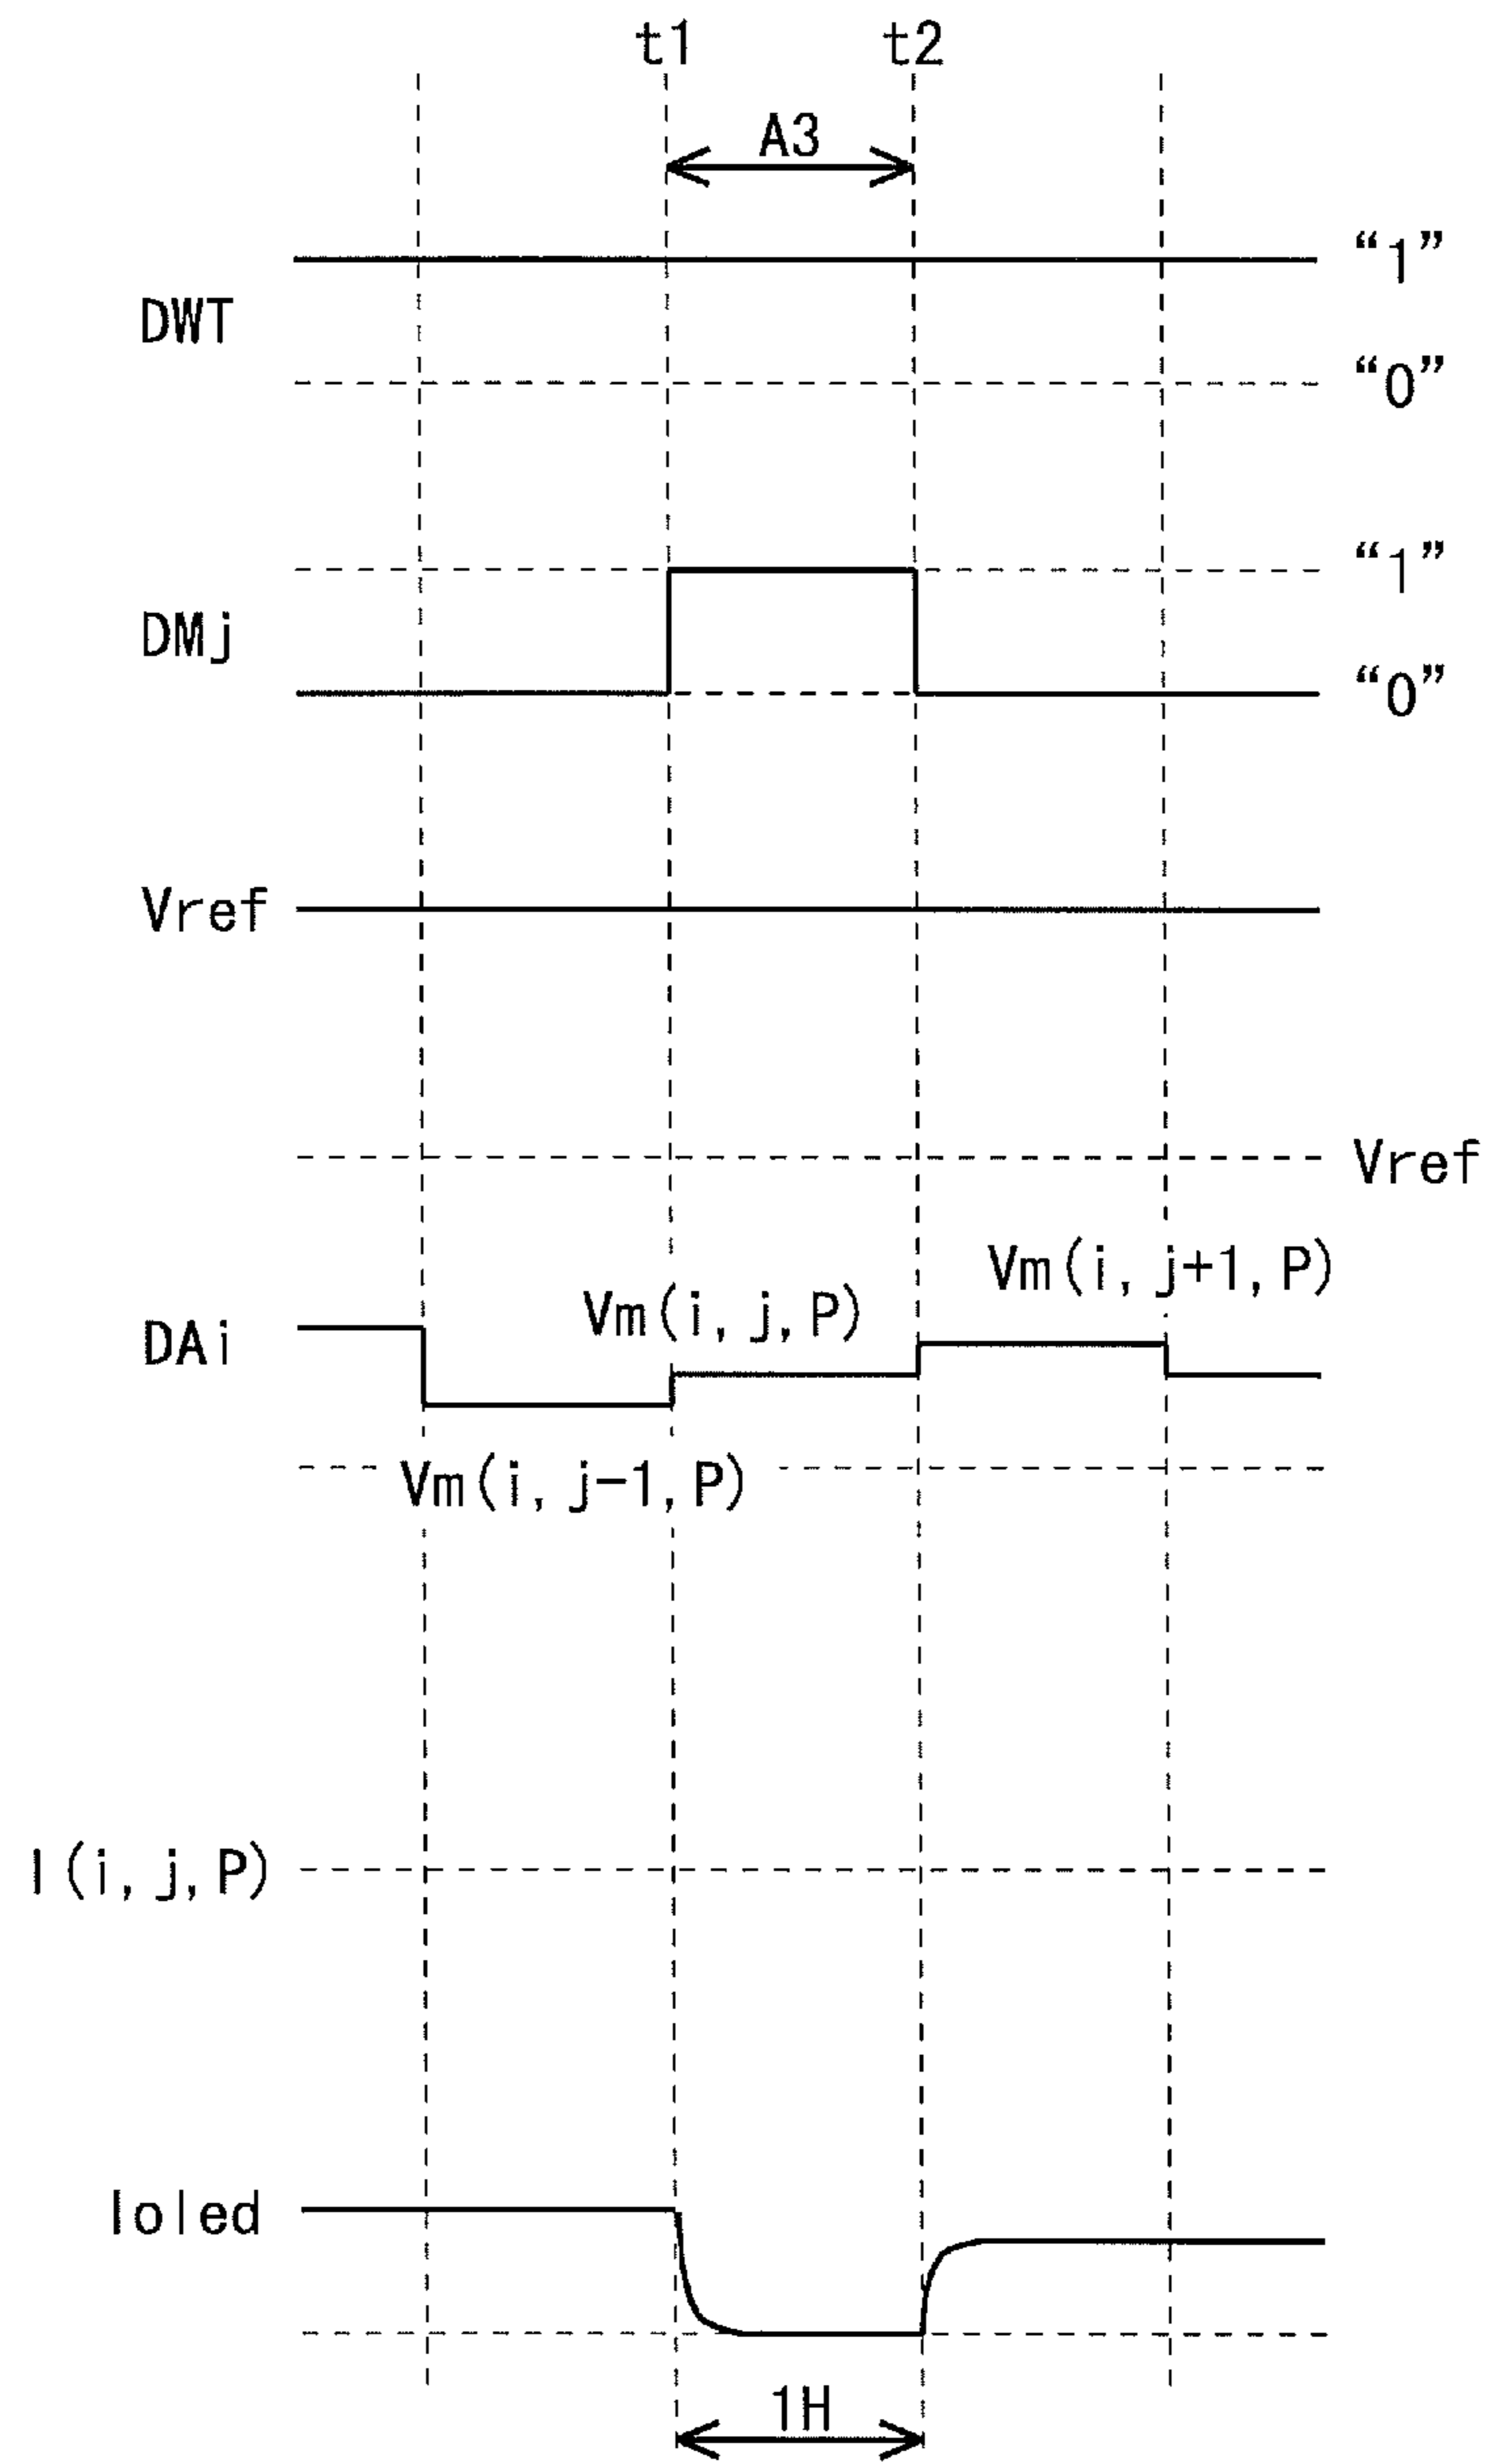 t1 t2
A3
“1”
DWT
“0”
“1”
DMj
“0”
Vref
Vref
Vm(i, j+1, P)
Vm(i, j, P)
DAi
Vm(i, j-1, P)
I(i, j, P)
Ioled
1H